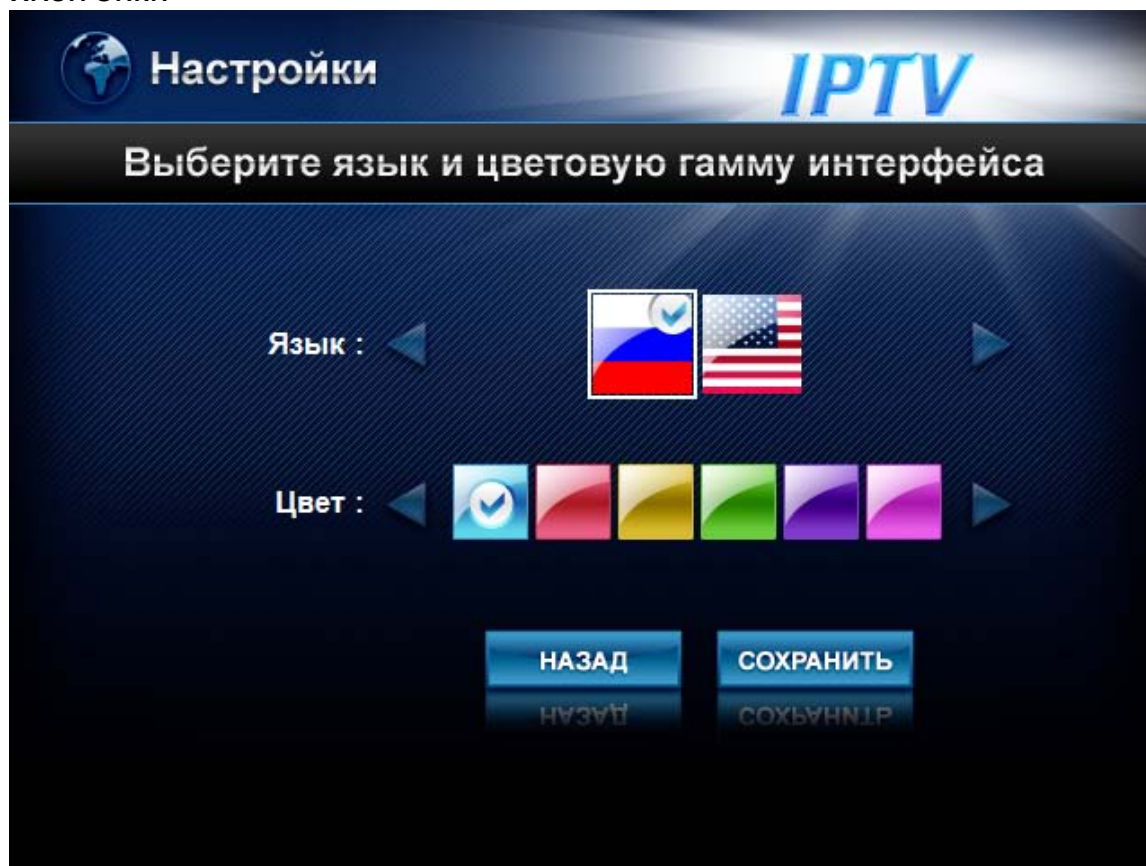 Настройки
IPTV
Выберите язык и цветовую гамму интерфейса
Язык :
Цвет :
НАЗАД
СОХРАНИТЬ